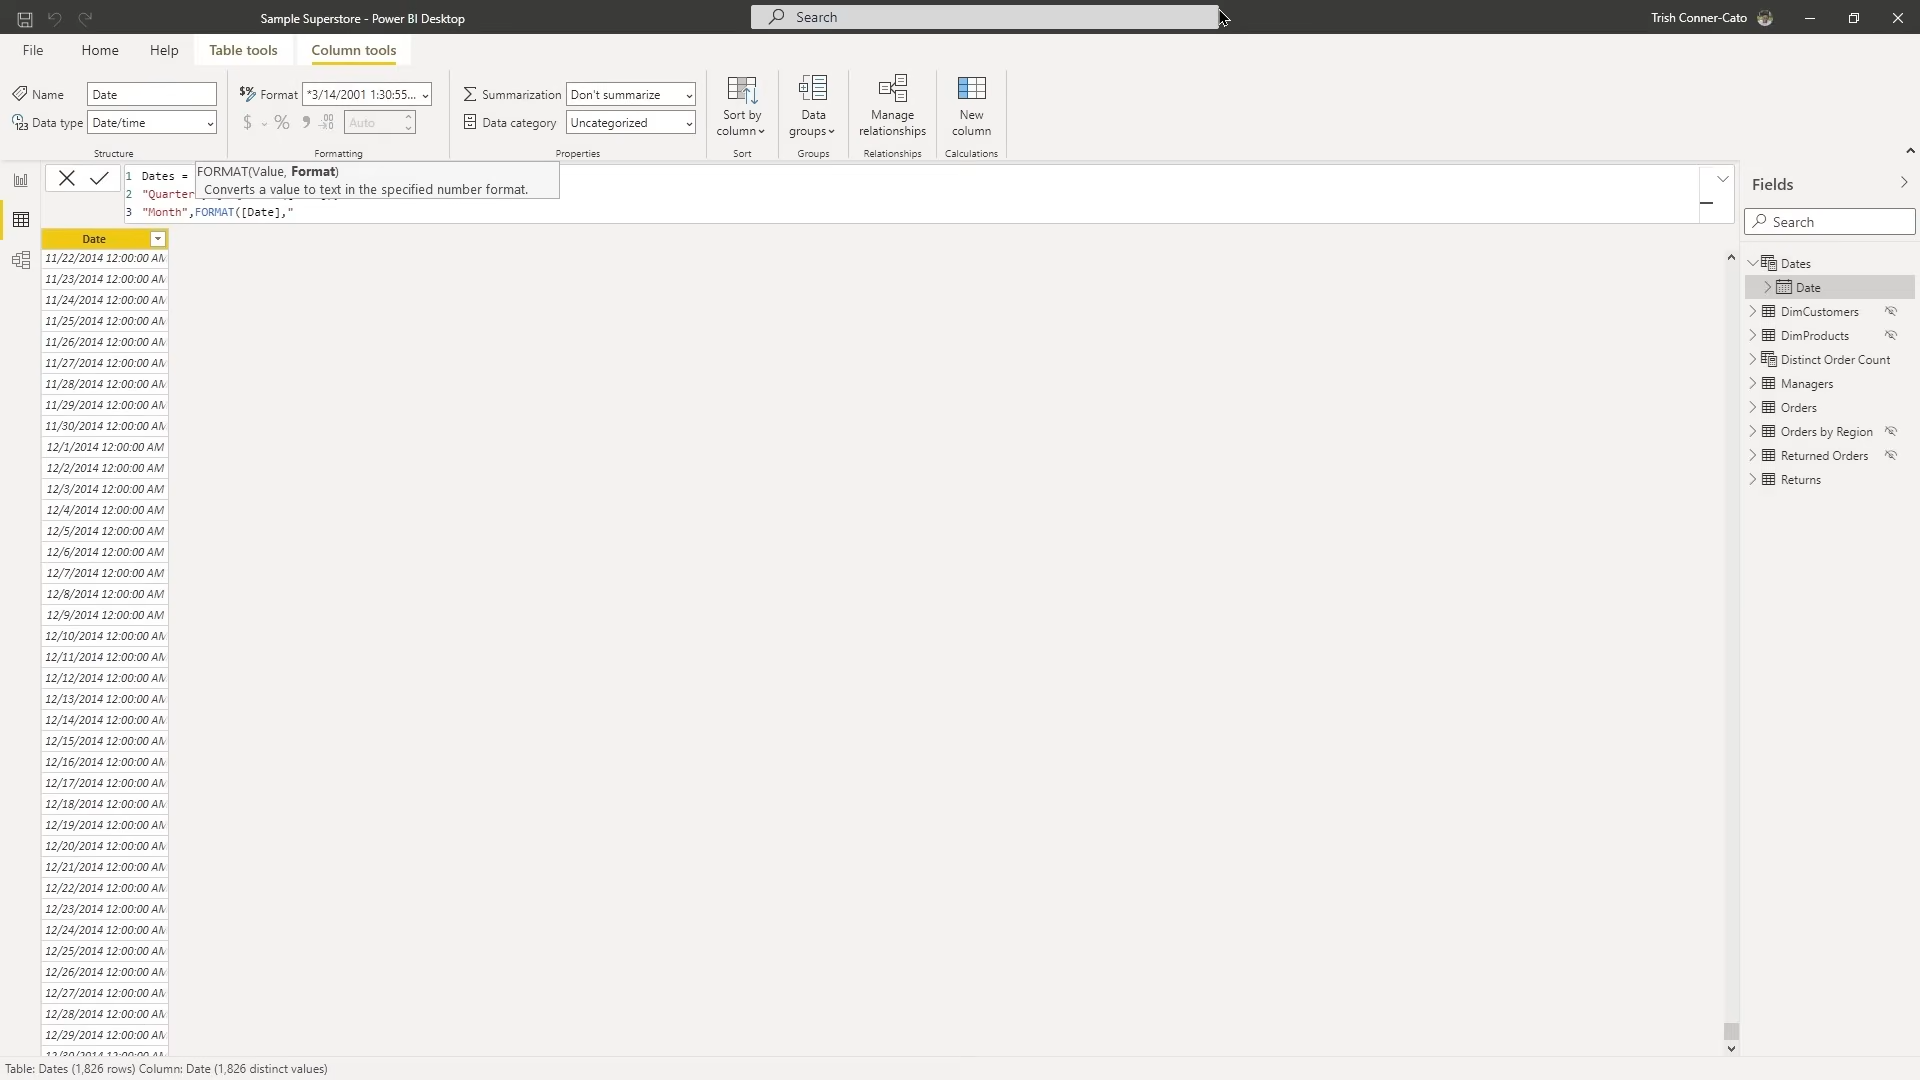 Sample Superstore - Power BI Desktop
Search
Trish Conner-Cato
File
Home
Help
Table tools
Column tools
Name
Date
Data type
Date/time
Structure
Format
*3/14/2001 1:30:55...
$
%
Auto
Formatting
Summarization
Don't summarize
Data category
Uncategorized
Properties
Sort by
column
Sort
Data
groups
Groups
Manage
relationships
Relationships
New
column
Calculations
1 Dates =
2 "Quarter
3 "Month",FORMAT([Date],"
FORMAT(Value, Format)
Converts a value to text in the specified number format.
Date
11/22/2014 12:00:00 AM
11/23/2014 12:00:00 AM
11/24/2014 12:00:00 AM
11/25/2014 12:00:00 AM
11/26/2014 12:00:00 AM
11/27/2014 12:00:00 AM
11/28/2014 12:00:00 AM
11/29/2014 12:00:00 AM
11/30/2014 12:00:00 AM
12/1/2014 12:00:00 AM
12/2/2014 12:00:00 AM
12/3/2014 12:00:00 AM
12/4/2014 12:00:00 AM
12/5/2014 12:00:00 AM
12/6/2014 12:00:00 AM
12/7/2014 12:00:00 AM
12/8/2014 12:00:00 AM
12/9/2014 12:00:00 AM
12/10/2014 12:00:00 AM
12/11/2014 12:00:00 AM
12/12/2014 12:00:00 AM
12/13/2014 12:00:00 AM
12/14/2014 12:00:00 AM
12/15/2014 12:00:00 AM
12/16/2014 12:00:00 AM
12/17/2014 12:00:00 AM
12/18/2014 12:00:00 AM
12/19/2014 12:00:00 AM
12/20/2014 12:00:00 AM
12/21/2014 12:00:00 AM
12/22/2014 12:00:00 AM
12/23/2014 12:00:00 AM
12/24/2014 12:00:00 AM
12/25/2014 12:00:00 AM
12/26/2014 12:00:00 AM
12/27/2014 12:00:00 AM
12/28/2014 12:00:00 AM
12/29/2014 12:00:00 AM
12/30/2014 12:00:00 AM
Fields
Search
Dates
Date
DimCustomers
DimProducts
Distinct Order Count
Managers
Orders
Orders by Region
Returned Orders
Returns
Table: Dates (1,826 rows) Column: Date (1,826 distinct values)